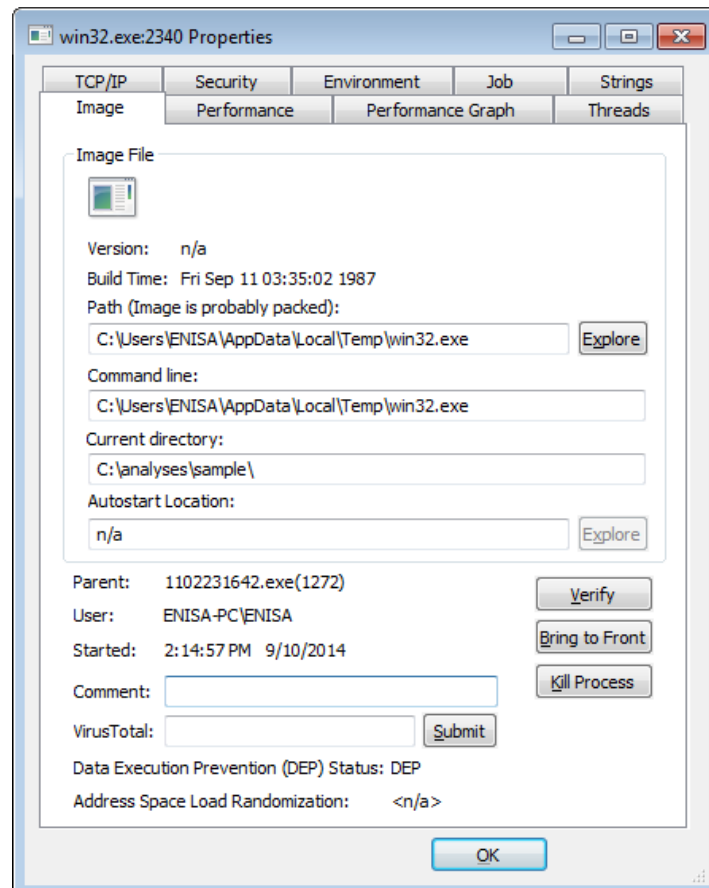 win32.exe:2340 Properties
TCP/IP Security Environment Job Strings
Image Performance Performance Graph Threads
Image File
Version: n/a
Build Time: Fri Sep 11 03:35:02 1987
Path (Image is probably packed):
C:\Users\ENISA\AppData\Local\Temp\win32.exe Explore
Command line:
C:\Users\ENISA\AppData\Local\Temp\win32.exe
Current directory:
C:\analyses\sample\
Autostart Location:
n/a Explore
Parent: 1102231642.exe(1272)
Verify
User: ENISA-PC\ENISA
Bring to Front
Started: 2:14:57 PM 9/10/2014
Kill Process
Comment:
VirusTotal: Submit
Data Execution Prevention (DEP) Status: DEP
Address Space Load Randomization: <n/a>
OK